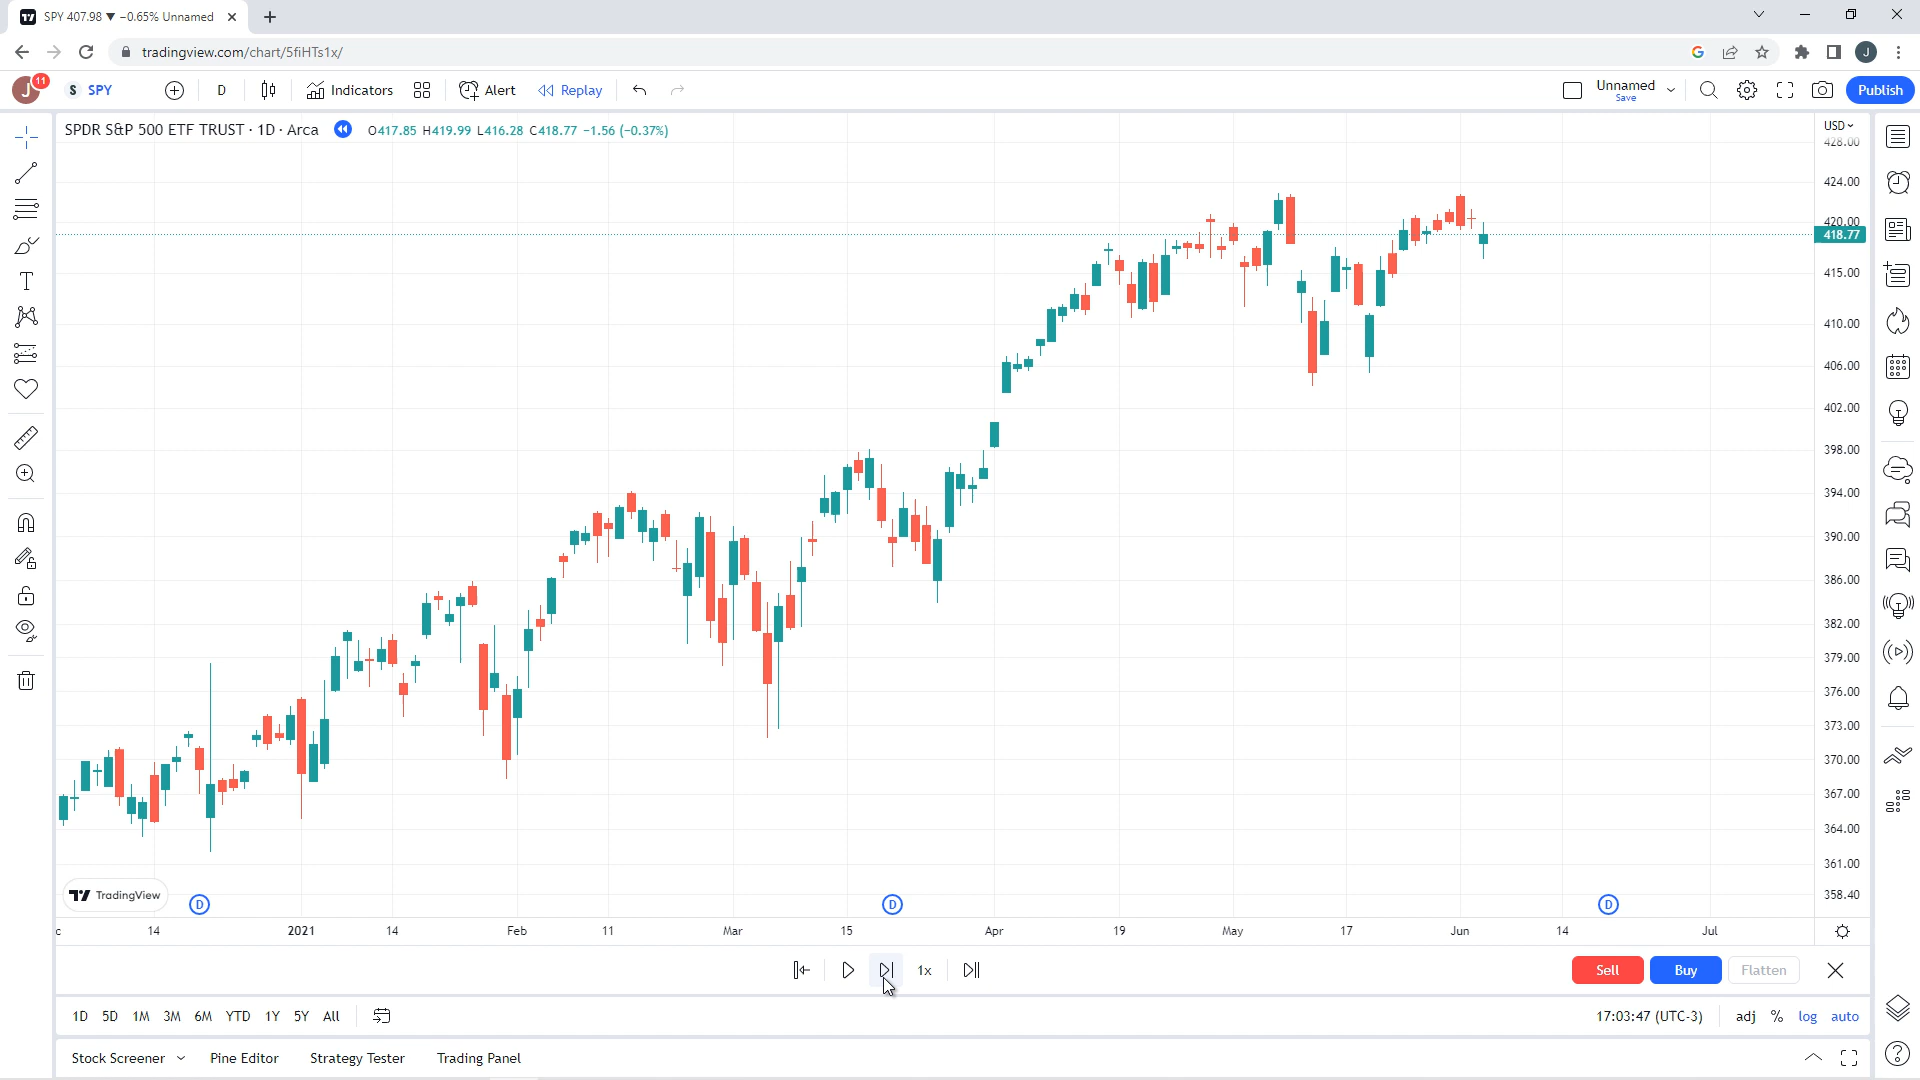 SPY 407.98 ▼ −0.65% Unnamed
tradingview.com/chart/5fiHTs1x/
J 11 S SPY D Indicators Alert Replay Unnamed Save Publish
SPDR S&P 500 ETF TRUST · 1D · Arca O417.85 H419.99 L416.28 C418.77 −1.56 (−0.37%)
USD
428.00
424.00
420.00
418.77
415.00
410.00
406.00
402.00
398.00
394.00
390.00
386.00
382.00
379.00
376.00
373.00
370.00
367.00
364.00
361.00
358.40
TradingView
D D D
c 14 2021 14 Feb 11 Mar 15 Apr 19 May 17 Jun 14 Jul
1x Sell Buy Flatten
1D 5D 1M 3M 6M YTD 1Y 5Y All 17:03:47 (UTC-3) adj % log auto
Stock Screener Pine Editor Strategy Tester Trading Panel